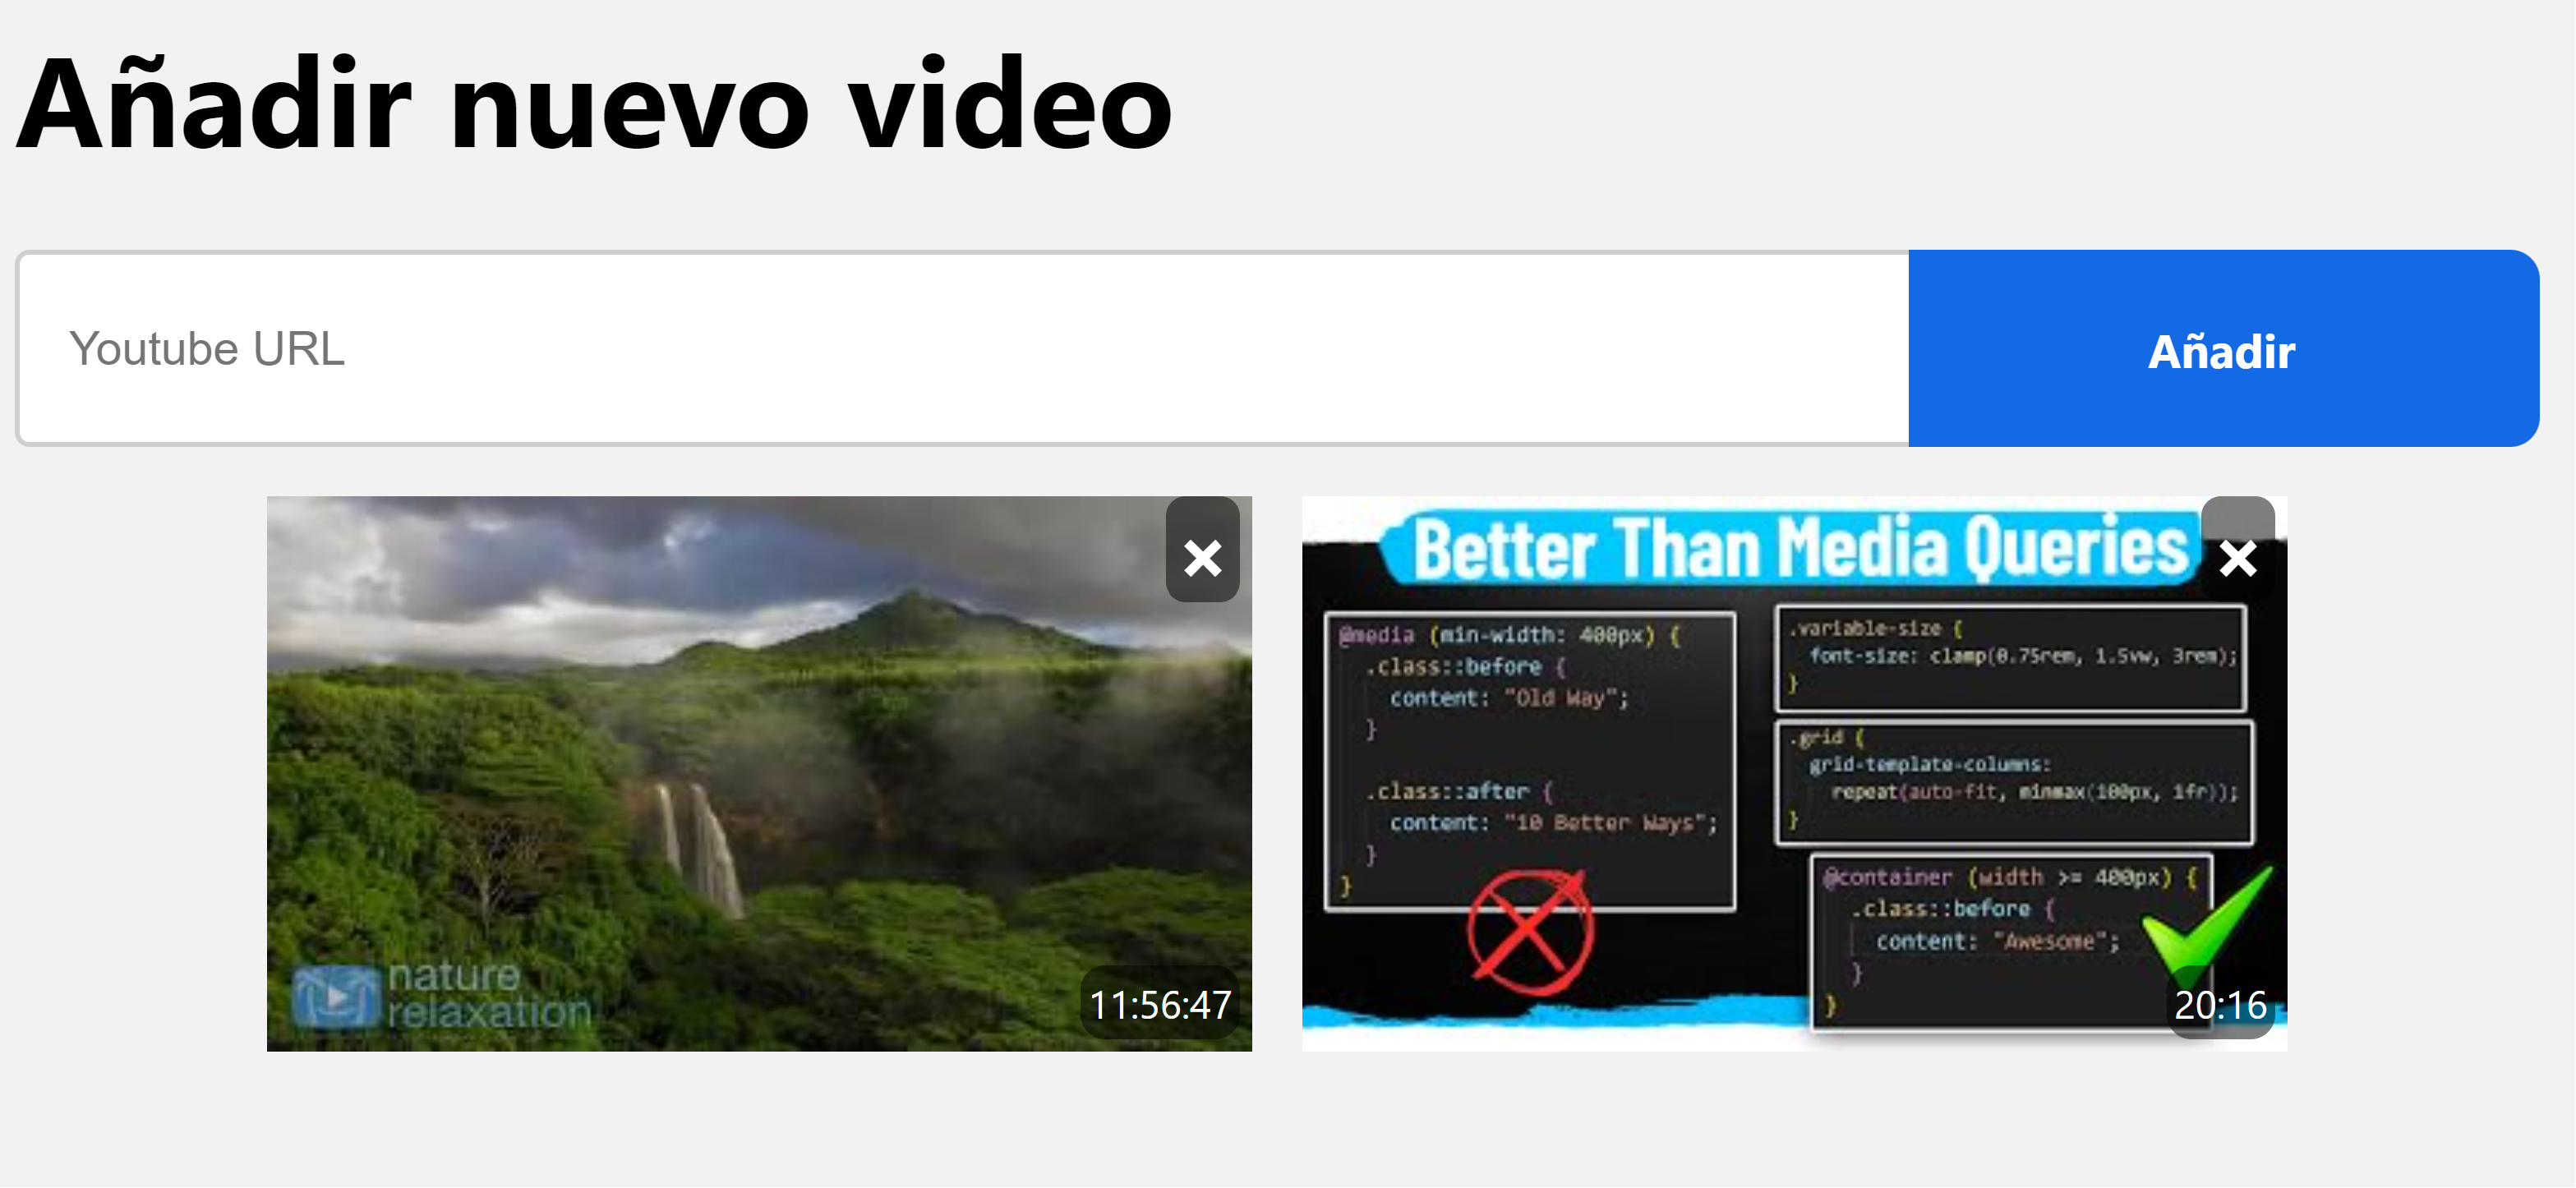 Añadir nuevo video
Youtube URL
Añadir
×
nature
relaxation
11:56:47
Better Than Media Queries
×
@media (min-width: 400px) {
.class::before {
content: "Old Way";
}
.class::after {
content: "10 Better Ways";
}
}
.variable-size {
font-size: clamp(0.75rem, 1.5vw, 3rem);
}
.grid {
grid-template-columns:
repeat(auto-fit, minmax(100px, 1fr));
}
@container (width >= 400px) {
.class::before {
content: "Awesome";
}
}
20:16